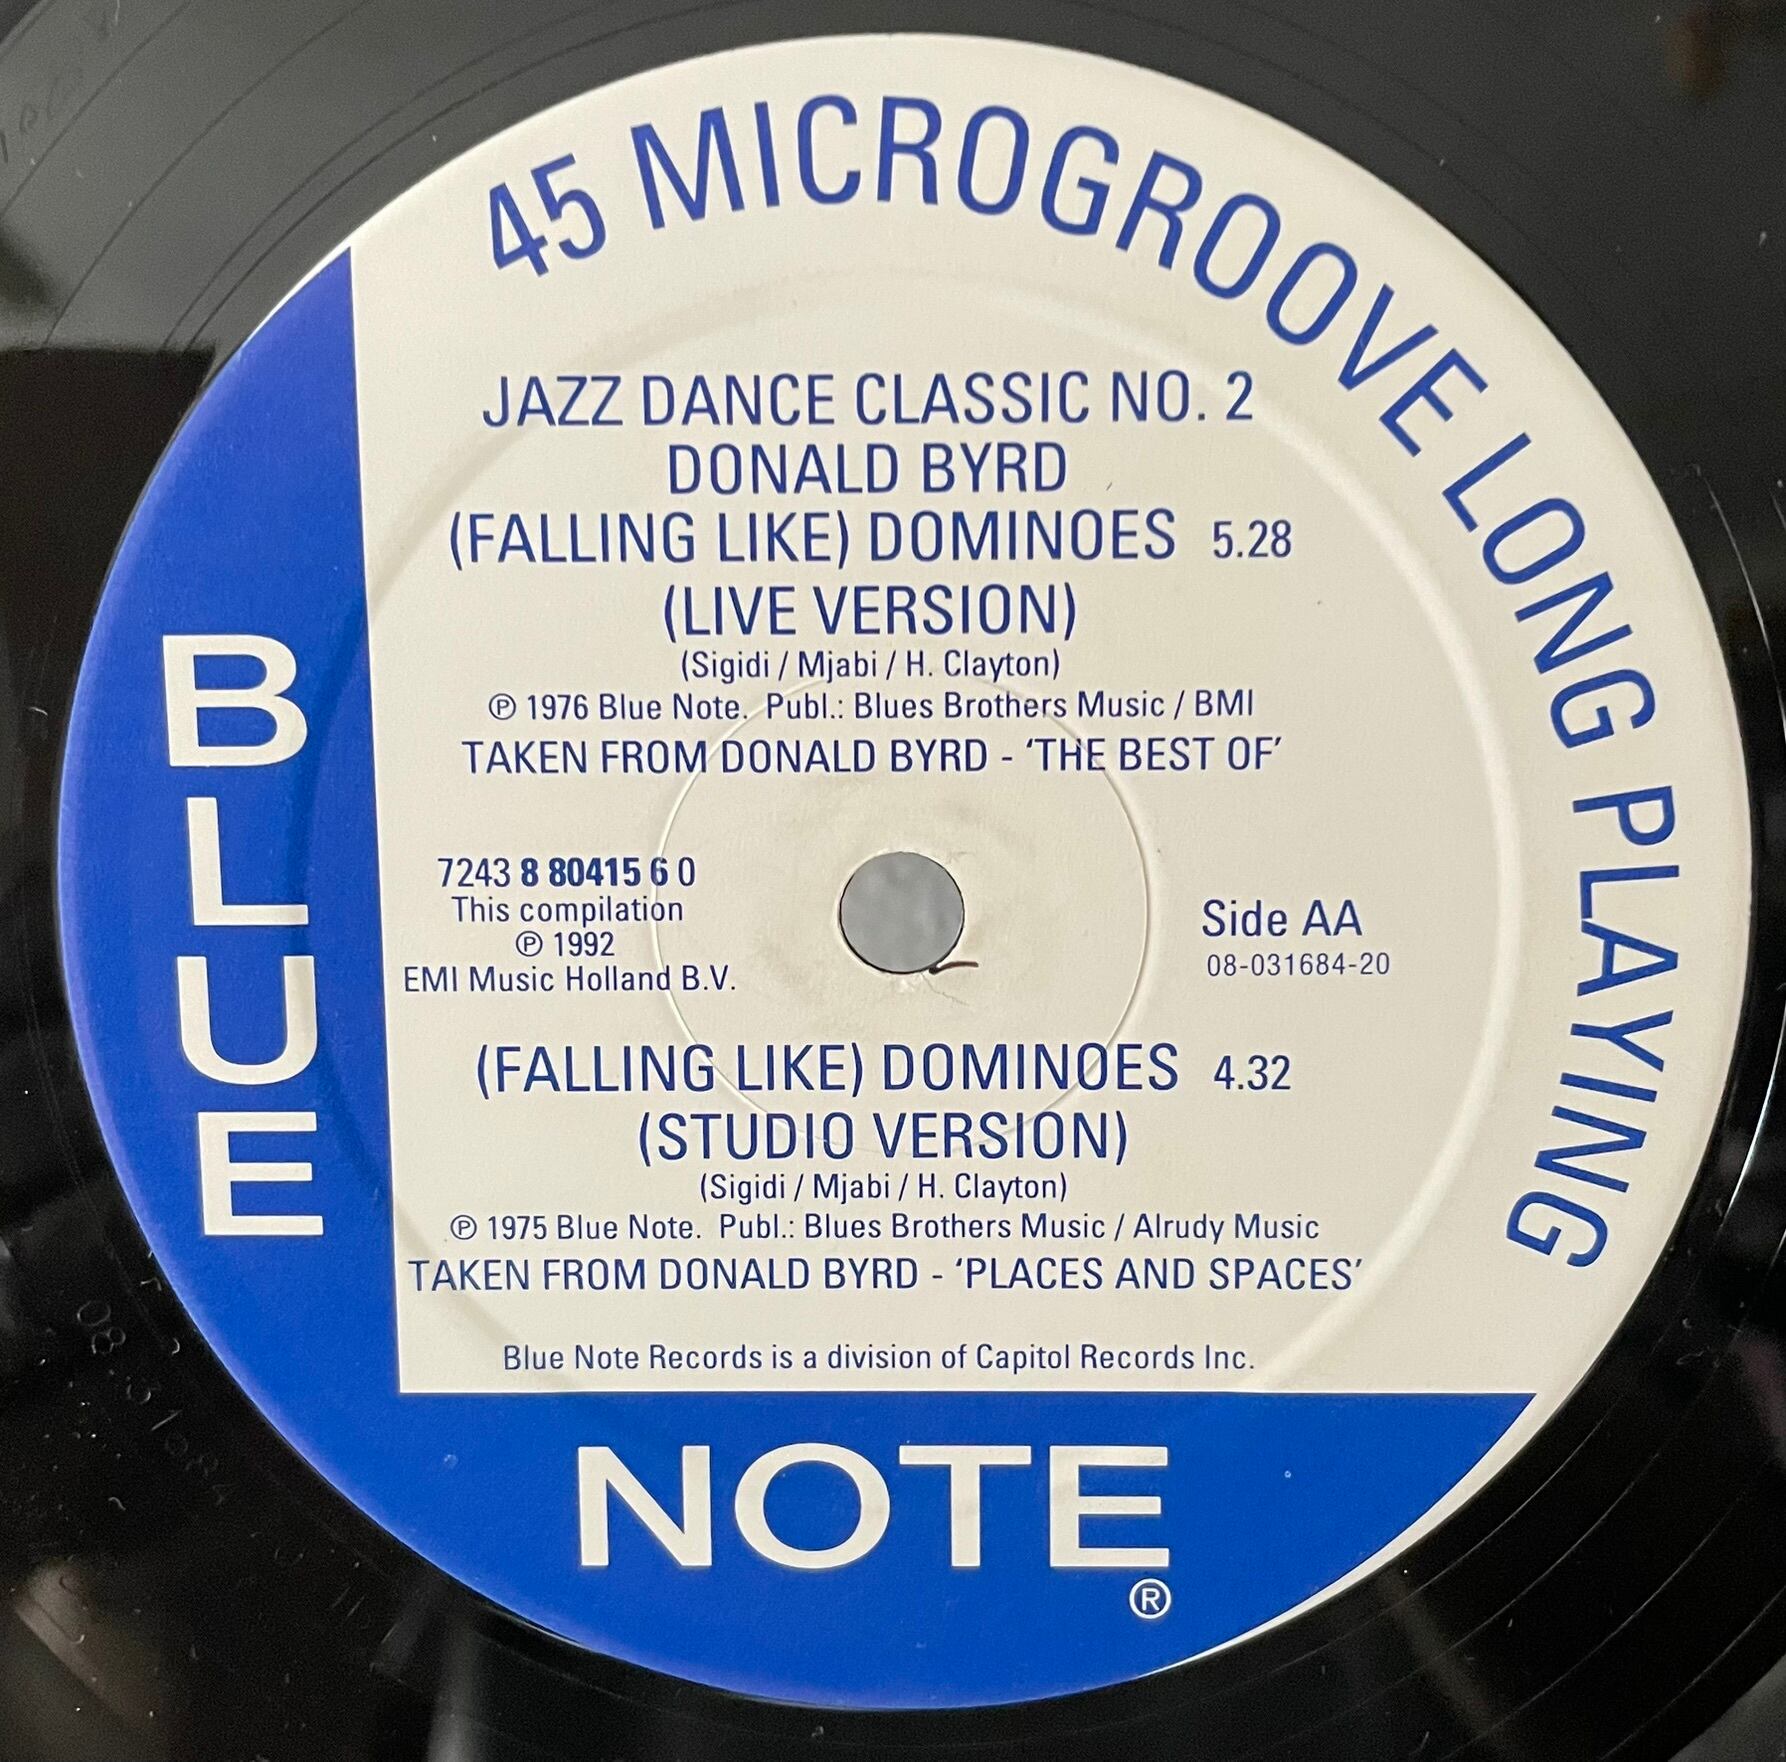 45 MICROGROOVE LONG PLAYING
JAZZ DANCE CLASSIC NO. 2
DONALD BYRD
(FALLING LIKE) DOMINOES 5.28
(LIVE VERSION)
(Sigidi / Mjabi / H. Clayton)
℗ 1976 Blue Note. Publ.: Blues Brothers Music / BMI
TAKEN FROM DONALD BYRD - ‘THE BEST OF’
7243 8 80415 6 0
This compilation
℗ 1992
EMI Music Holland B.V.
Side AA
08-031684-20
(FALLING LIKE) DOMINOES 4.32
(STUDIO VERSION)
(Sigidi / Mjabi / H. Clayton)
℗ 1975 Blue Note. Publ.: Blues Brothers Music / Alrudy Music
TAKEN FROM DONALD BYRD - ‘PLACES AND SPACES’
Blue Note Records is a division of Capitol Records Inc.
BLUE
NOTE®